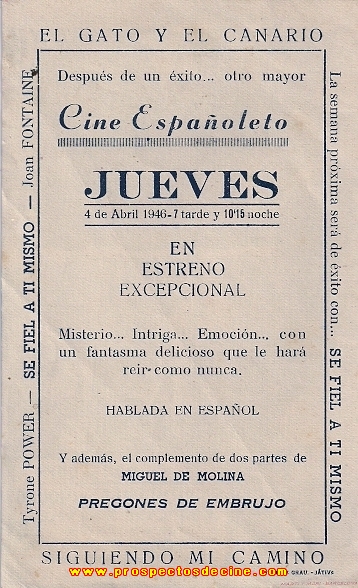 EL GATO Y EL CANARIO
Después de un éxito... otro mayor
Cine Españoleto
JUEVES
4 de Abril 1946-7 tarde y 10'15 noche
EN
ESTRENO
EXCEPCIONAL
Misterio... Intriga... Emoción.. con
un fantasma delicioso que le hará
reir-como nunca.
HABLADA EN ESPAÑOL
Y además, el complemento de dos partes de
MIGUEL DE MOLINA
PREGONES DE EMBRUJO
Tyrone POWER.— SE FIEL A TI MISMO — Joan FONTAINE
La semana próxima será de éxito con... SE FIEL A TI MISMO
SIGUIENDO MI CAMINO
GRAU. - JÁTIVA
www.prospectosdecine.com